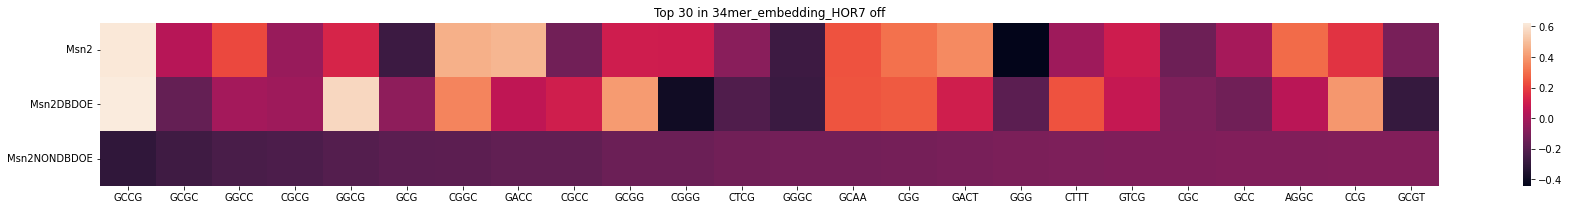 Top 30 in 34mer_embedding_HOR7 off
Msn2
Msn2DBDOE
Msn2NONDBDOE
GCCG GCGC GGCC CGCG GGCG GCG CGGC GACC CGCC GCGG CGGG CTCG GGGC GCAA CGG GACT GGG CTTT GTCG CGC GCC AGGC CCG GCGT
0.6
0.4
0.2
0.0
−0.2
−0.4